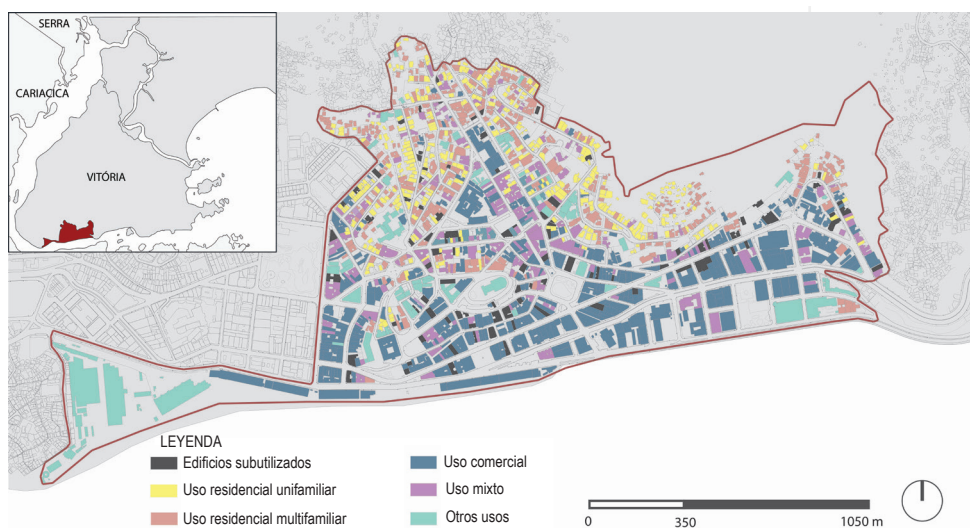 SERRA
CARIACICA
VITÓRIA
LEYENDA
Edificios subutilizados
Uso residencial unifamiliar
Uso residencial multifamiliar
Uso comercial
Uso mixto
Otros usos
0 350 1050 m